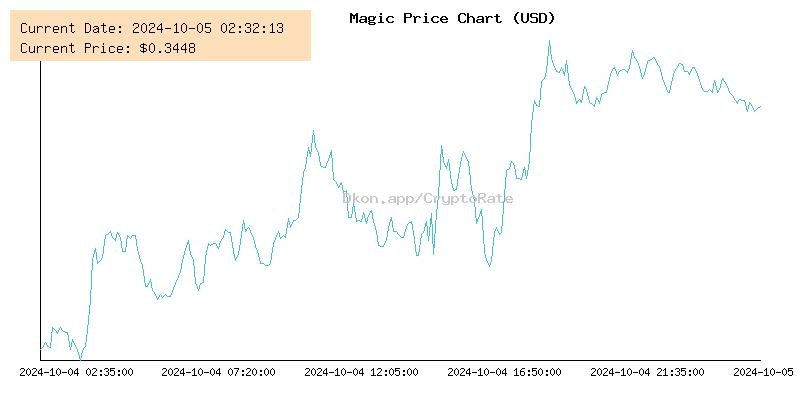 Magic Price Chart (USD)
Current Date: 2024-10-05 02:32:13
Current Price: $0.3448
Dkon.app/CryptoRate
2024-10-04 02:35:00 2024-10-04 07:20:00 2024-10-04 12:05:00 2024-10-04 16:50:00 2024-10-04 21:35:00 2024-10-05